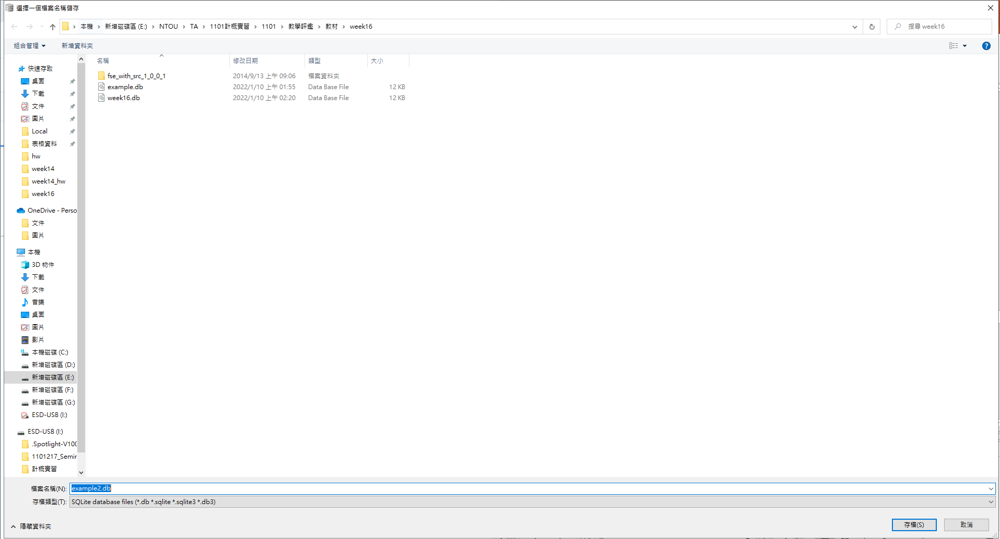 選擇一個檔案名稱儲存
本機 新增磁碟區 (E:) NTOU TA 1101計概實習 1101 教學評鑑 教材 week16
搜尋 week16
組合管理 新增資料夾
名稱 修改日期 類型 大小
fse_with_src_1_0_0_1 2014/9/13 上午 09:06 檔案資料夾
example.db 2022/1/10 上午 01:55 Data Base File 12 KB
week16.db 2022/1/10 上午 02:20 Data Base File 12 KB
快速存取
桌面
下載
文件
圖片
Local
表格資料
hw
week14
week14_hw
week16
OneDrive - Perso
文件
圖片
本機
3D 物件
下載
文件
音樂
桌面
圖片
影片
本機磁碟 (C:)
新增磁碟區 (D:)
新增磁碟區 (E:)
新增磁碟區 (F:)
新增磁碟區 (G:)
ESD-USB (I:)
ESD-USB (I:)
.Spotlight-V100
1101217_Semin
計概實習
檔案名稱(N): example2.db
存檔類型(T): SQLite database files (*.db *.sqlite *.sqlite3 *.db3)
隱藏資料夾
存檔(S) 取消